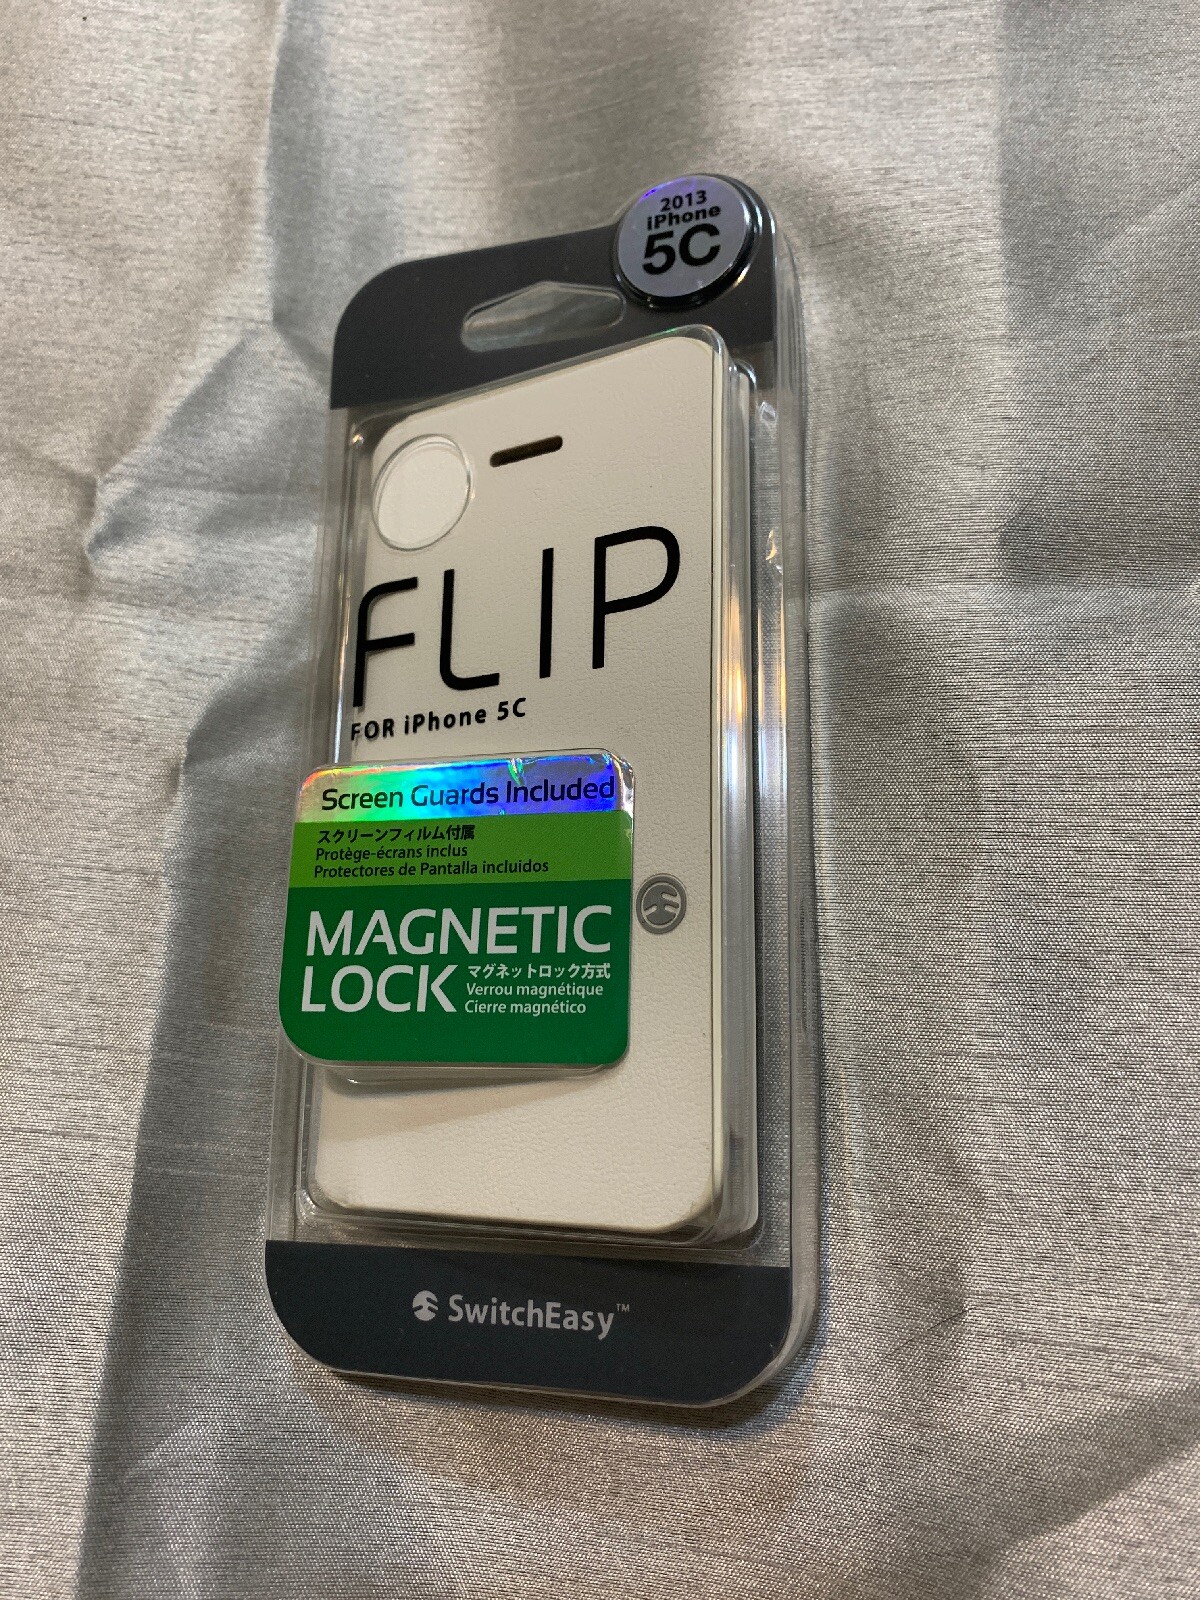 2013
iPhone
5C
FLIP
FOR iPhone 5C
Screen Guards Included
スクリーンフィルム付属
Protège-écrans inclus
Protectores de Pantalla incluidos
MAGNETIC
LOCK
マグネットロック方式
Verrou magnétique
Cierre magnético
SwitchEasy™